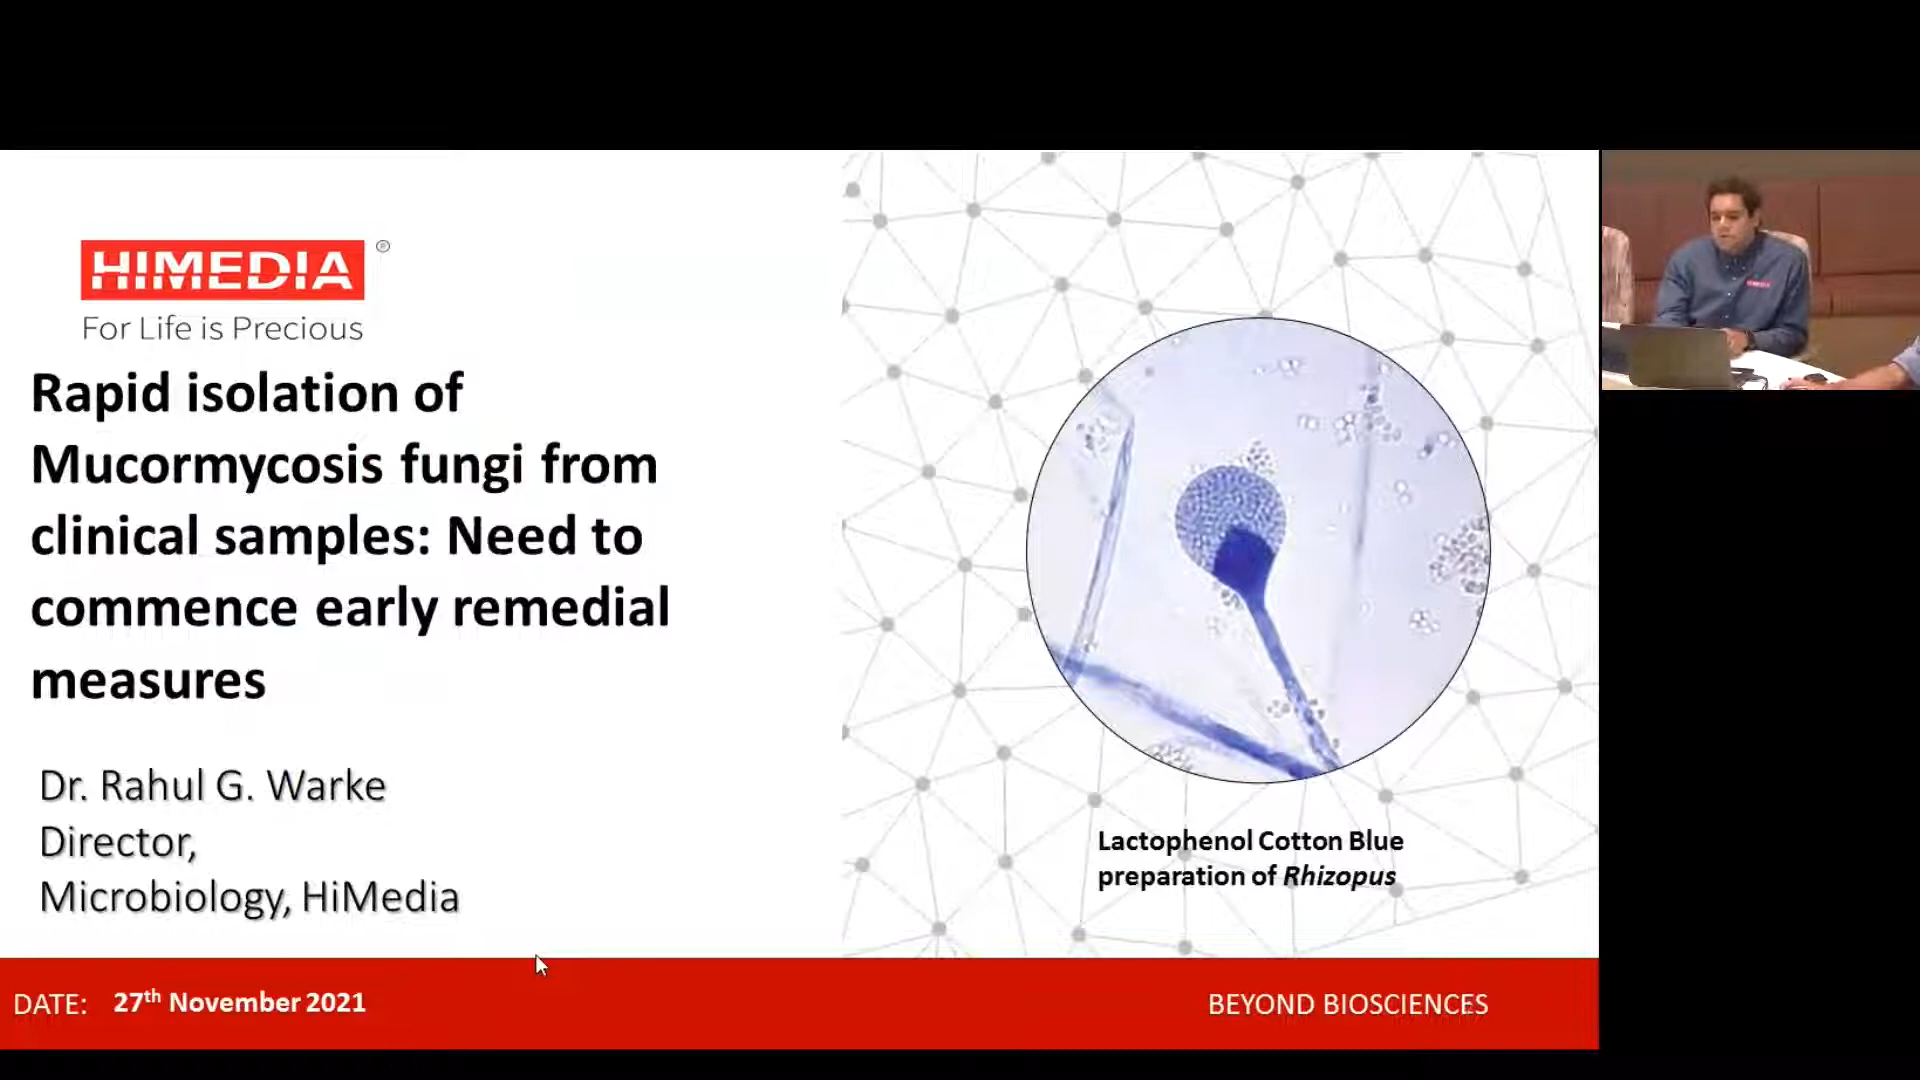 HIMEDIA ®
For Life is Precious
Rapid isolation of
Mucormycosis fungi from
clinical samples: Need to
commence early remedial
measures
Dr. Rahul G. Warke
Director,
Microbiology, HiMedia
Lactophenol Cotton Blue
preparation of Rhizopus
DATE: 27th November 2021
BEYOND BIOSCIENCES
HIMEDIA